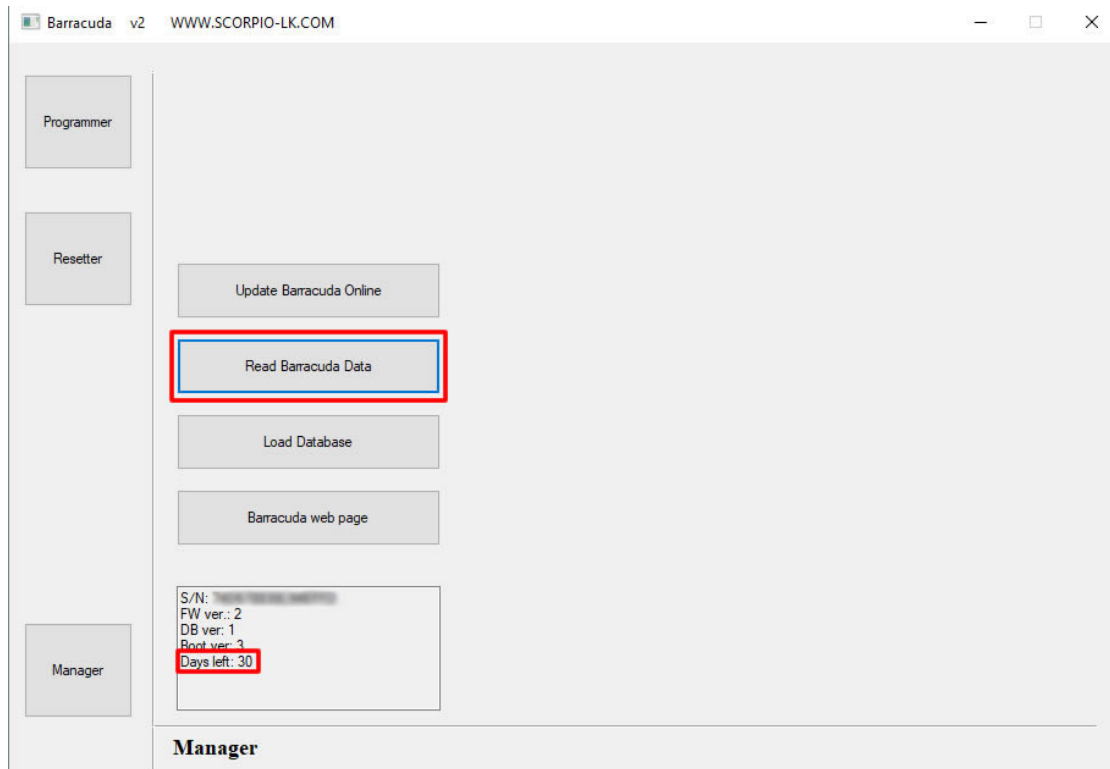 Barracuda v2 WWW.SCORPIO-LK.COM
Programmer
Resetter
Update Barracuda Online
Read Barracuda Data
Load Database
Barracuda web page
S/N:
FW ver.: 2
DB ver: 1
Boot ver: 3
Days left: 30
Manager
Manager